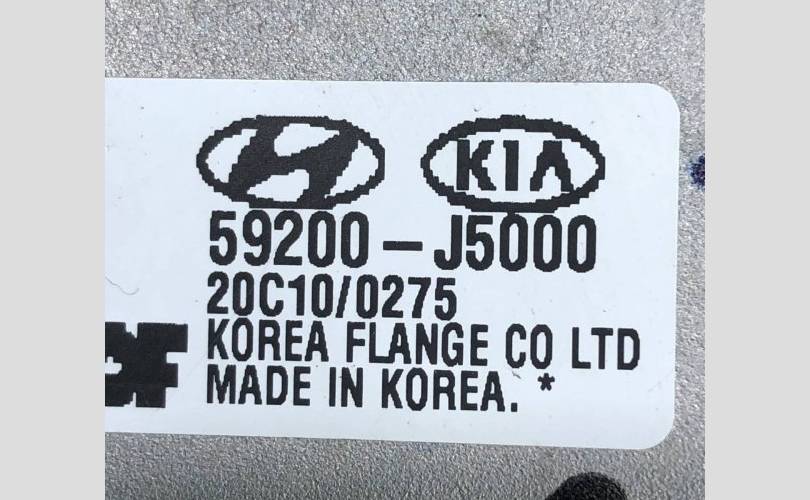 KIA
59200-J5000
20C10/0275
KOREA FLANGE CO LTD
MADE IN KOREA. *